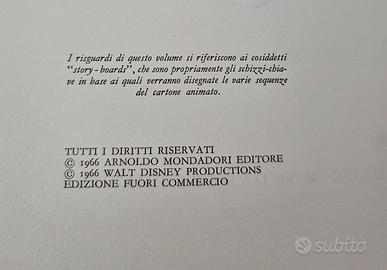 I risguardi di questo volume si riferiscono ai cosiddetti
"story-boards", che sono propriamente gli schizzi-chia-
ve in base ai quali verranno disegnate le varie sequenze
del cartone animato.
TUTTI I DIRITTI RISERVATI
© 1966 ARNOLDO MONDADORI EDITORE
© 1966 WALT DISNEY PRODUCTIONS
EDIZIONE FUORI COMMERCIO
subito